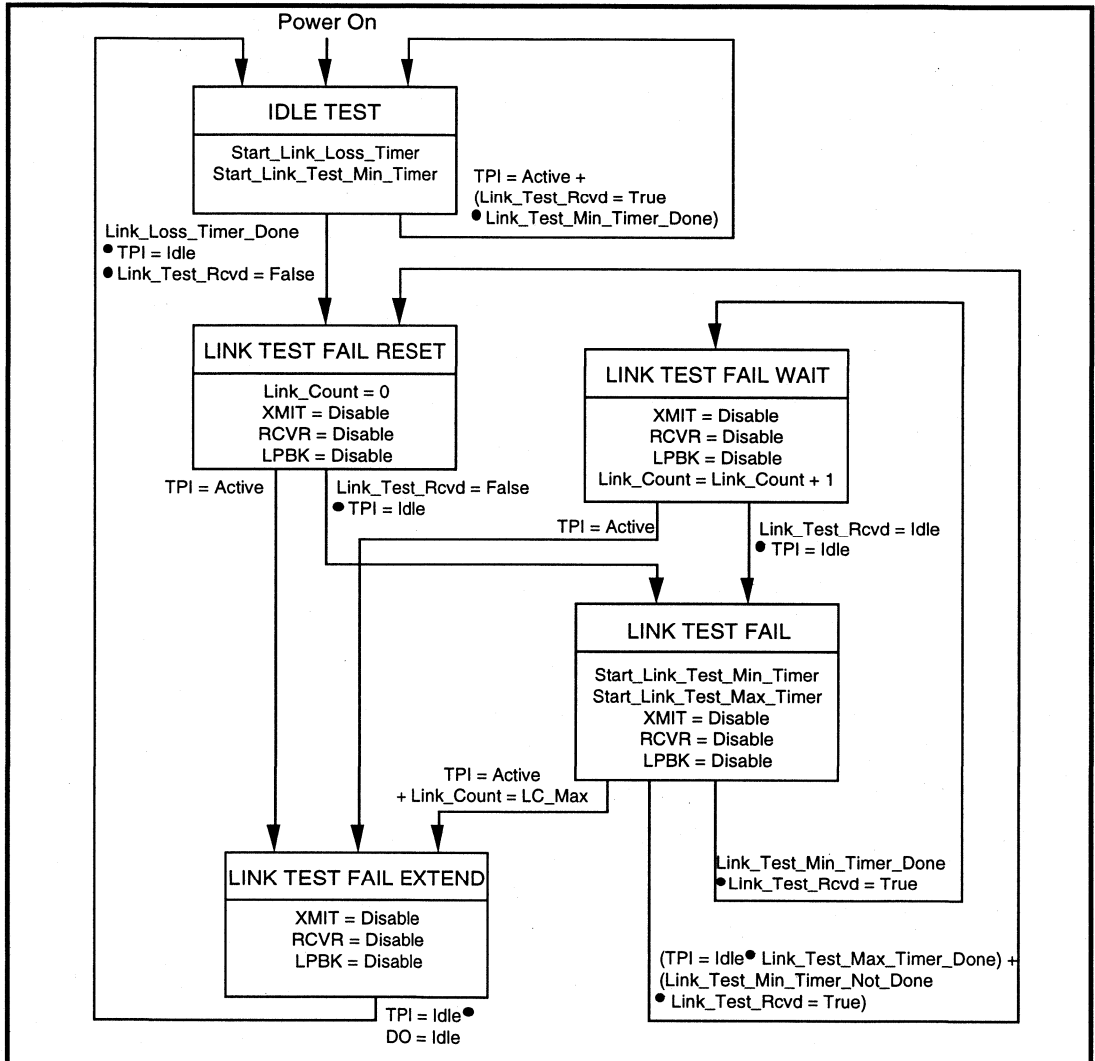 Power On
IDLE TEST
Start_Link_Loss_Timer
Start_Link_Test_Min_Timer
TPI = Active +
(Link_Test_Rcvd = True
● Link_Test_Min_Timer_Done)
Link_Loss_Timer_Done
● TPI = Idle
● Link_Test_Rcvd = False
LINK TEST FAIL RESET
Link_Count = 0
XMIT = Disable
RCVR = Disable
LPBK = Disable
LINK TEST FAIL WAIT
XMIT = Disable
RCVR = Disable
LPBK = Disable
Link_Count = Link_Count + 1
TPI = Active
Link_Test_Rcvd = False
● TPI = Idle
TPI = Active
Link_Test_Rcvd = Idle
● TPI = Idle
LINK TEST FAIL
Start_Link_Test_Min_Timer
Start_Link_Test_Max_Timer
XMIT = Disable
RCVR = Disable
LPBK = Disable
TPI = Active
+ Link_Count = LC_Max
LINK TEST FAIL EXTEND
XMIT = Disable
RCVR = Disable
LPBK = Disable
Link_Test_Min_Timer_Done
● Link_Test_Rcvd = True
(TPI = Idle ● Link_Test_Max_Timer_Done) +
(Link_Test_Min_Timer_Not_Done
● Link_Test_Rcvd = True)
TPI = Idle ●
DO = Idle